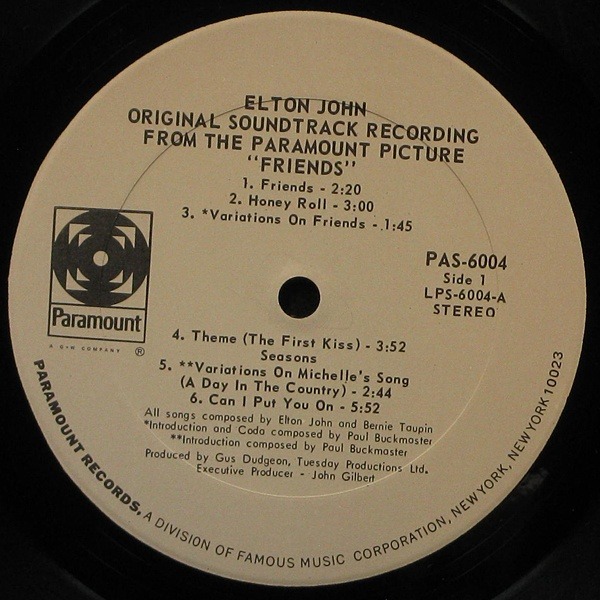 ELTON JOHN
ORIGINAL SOUNDTRACK RECORDING
FROM THE PARAMOUNT PICTURE
"FRIENDS"
1. Friends - 2:20
2. Honey Roll - 3:00
3. *Variations On Friends - 1:45
PAS-6004
Side 1
LPS-6004-A
STEREO
Paramount
A G+W COMPANY ®
4. Theme (The First Kiss) - 3:52
Seasons
5. **Variations On Michelle's Song
(A Day In The Country) - 2:44
6. Can I Put You On - 5:52
All songs composed by Elton John and Bernie Taupin
*Introduction and Coda composed by Paul Buckmaster
**Introduction composed by Paul Buckmaster
Produced by Gus Dudgeon, Tuesday Productions Ltd.
Executive Producer - John Gilbert
PARAMOUNT RECORDS, A DIVISION OF FAMOUS MUSIC CORPORATION, NEW YORK, NEW YORK 10023